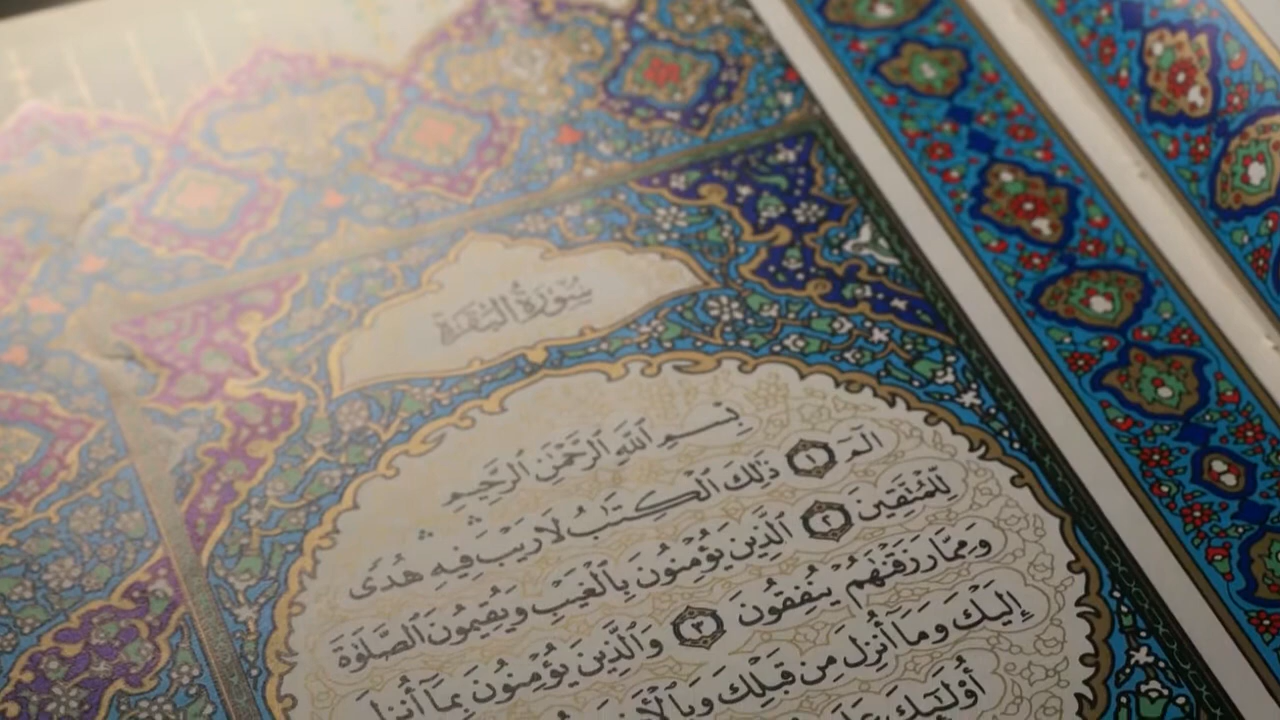 سُورَةُ البَقَرَة
بِسْمِ ٱللَّهِ ٱلرَّحْمَٰنِ ٱلرَّحِيمِ
الٓمٓ ١ ذَٰلِكَ ٱلْكِتَٰبُ لَا رَيْبَ ۛ فِيهِ ۛ هُدًى
لِّلْمُتَّقِينَ ٢ ٱلَّذِينَ يُؤْمِنُونَ بِٱلْغَيْبِ وَيُقِيمُونَ ٱلصَّلَوٰةَ
وَمِمَّا رَزَقْنَٰهُمْ يُنفِقُونَ ٣ وَٱلَّذِينَ يُؤْمِنُونَ بِمَآ أُنزِلَ
إِلَيْكَ وَمَآ أُنزِلَ مِن قَبْلِكَ
أُو۟لَٰٓئِكَ